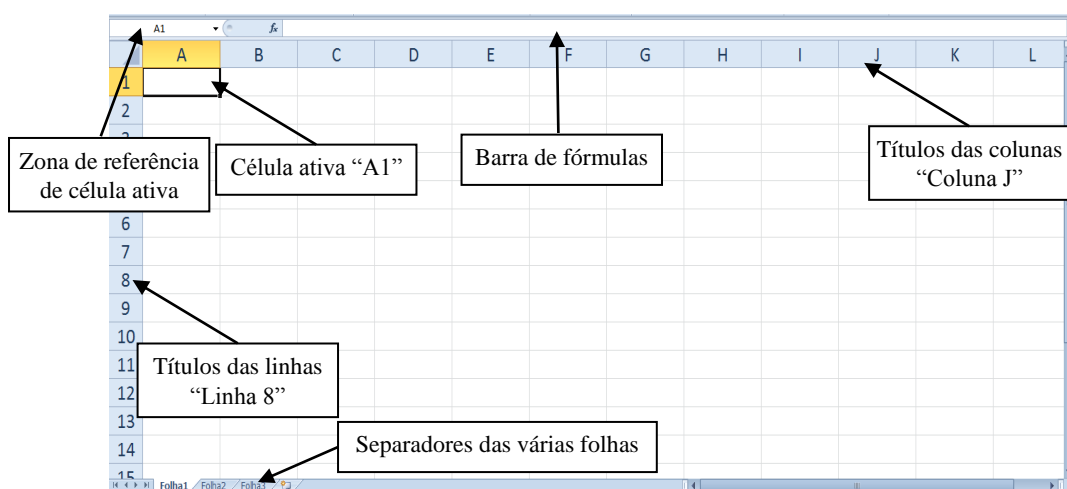 A1 fx
A B C D E F G H I J K L
1
2
3
Zona de referência
de célula ativa
Célula ativa “A1”
Barra de fórmulas
Títulos das colunas
“Coluna J”
6
7
8
9
10
11
Títulos das linhas
“Linha 8”
12
13
14
Separadores das várias folhas
15
Folha1 Folha2 Folha3